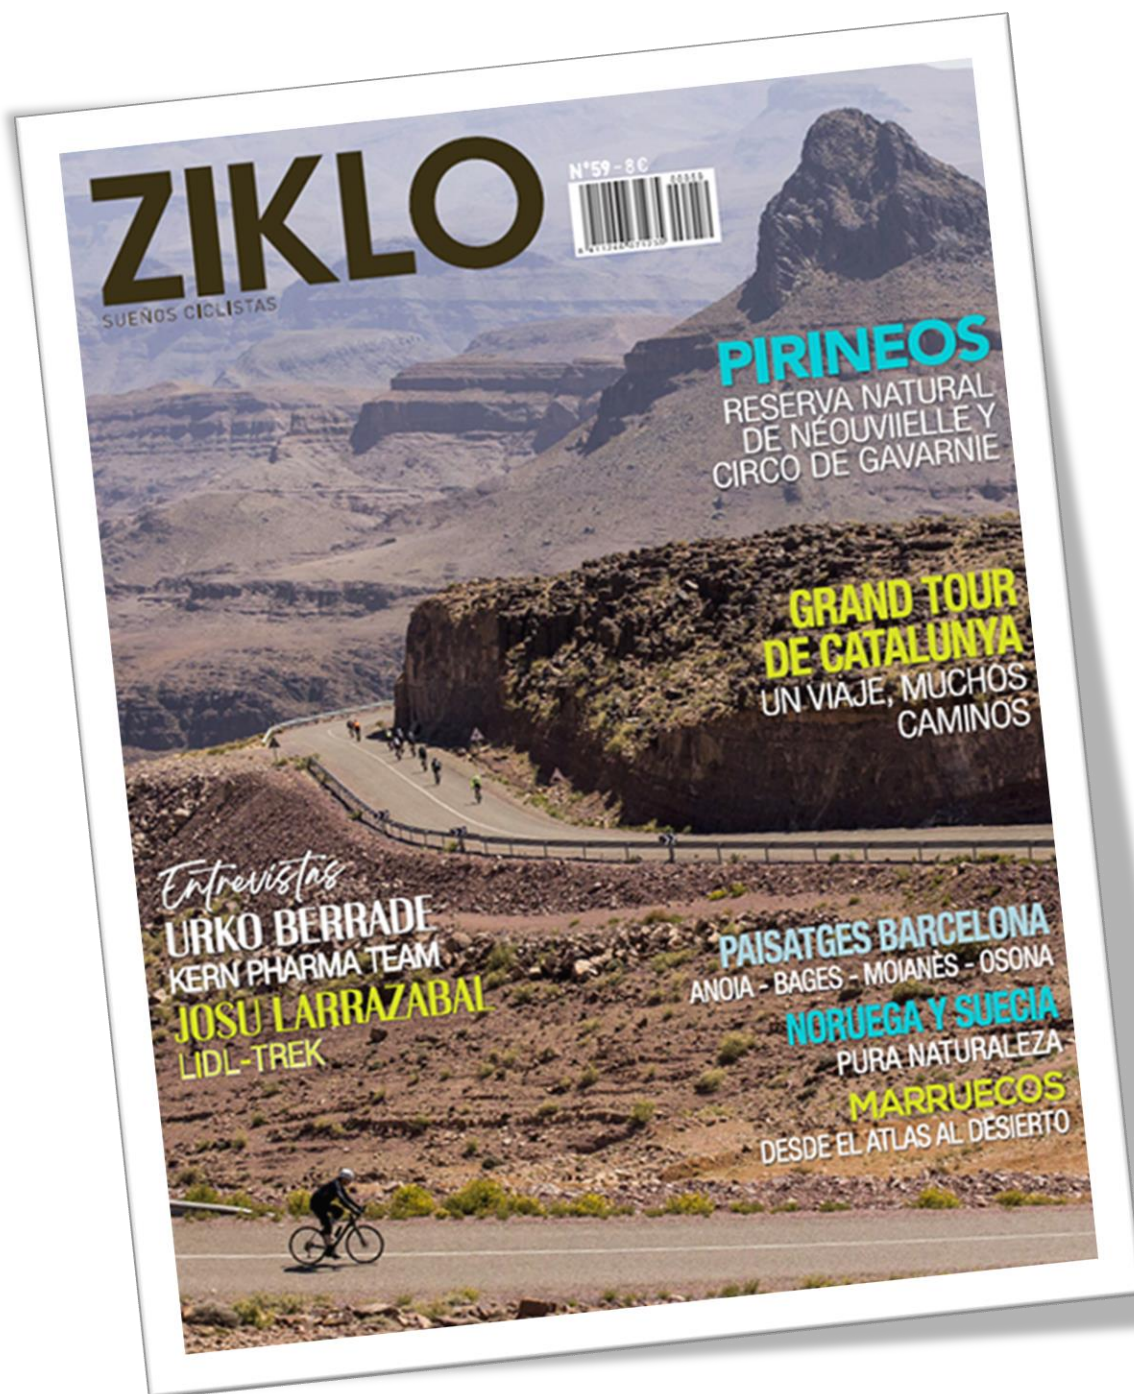 ZIKLO
SUEÑOS CICLISTAS
Nº59 - 8€
00059
PIRINEOS
RESERVA NATURAL
DE NÉOUVIIELLE Y
CIRCO DE GAVARNIE
GRAND TOUR
DE CATALUNYA
UN VIAJE, MUCHOS
CAMINOS
Entrevistas
URKO BERRADE
KERN PHARMA TEAM
JOSU LARRAZABAL
LIDL-TREK
PAISATGES BARCELONA
ANOIA - BAGES - MOIANÈS - OSONA
NORUEGA Y SUECIA
PURA NATURALEZA
MARRUECOS
DESDE EL ATLAS AL DESIERTO